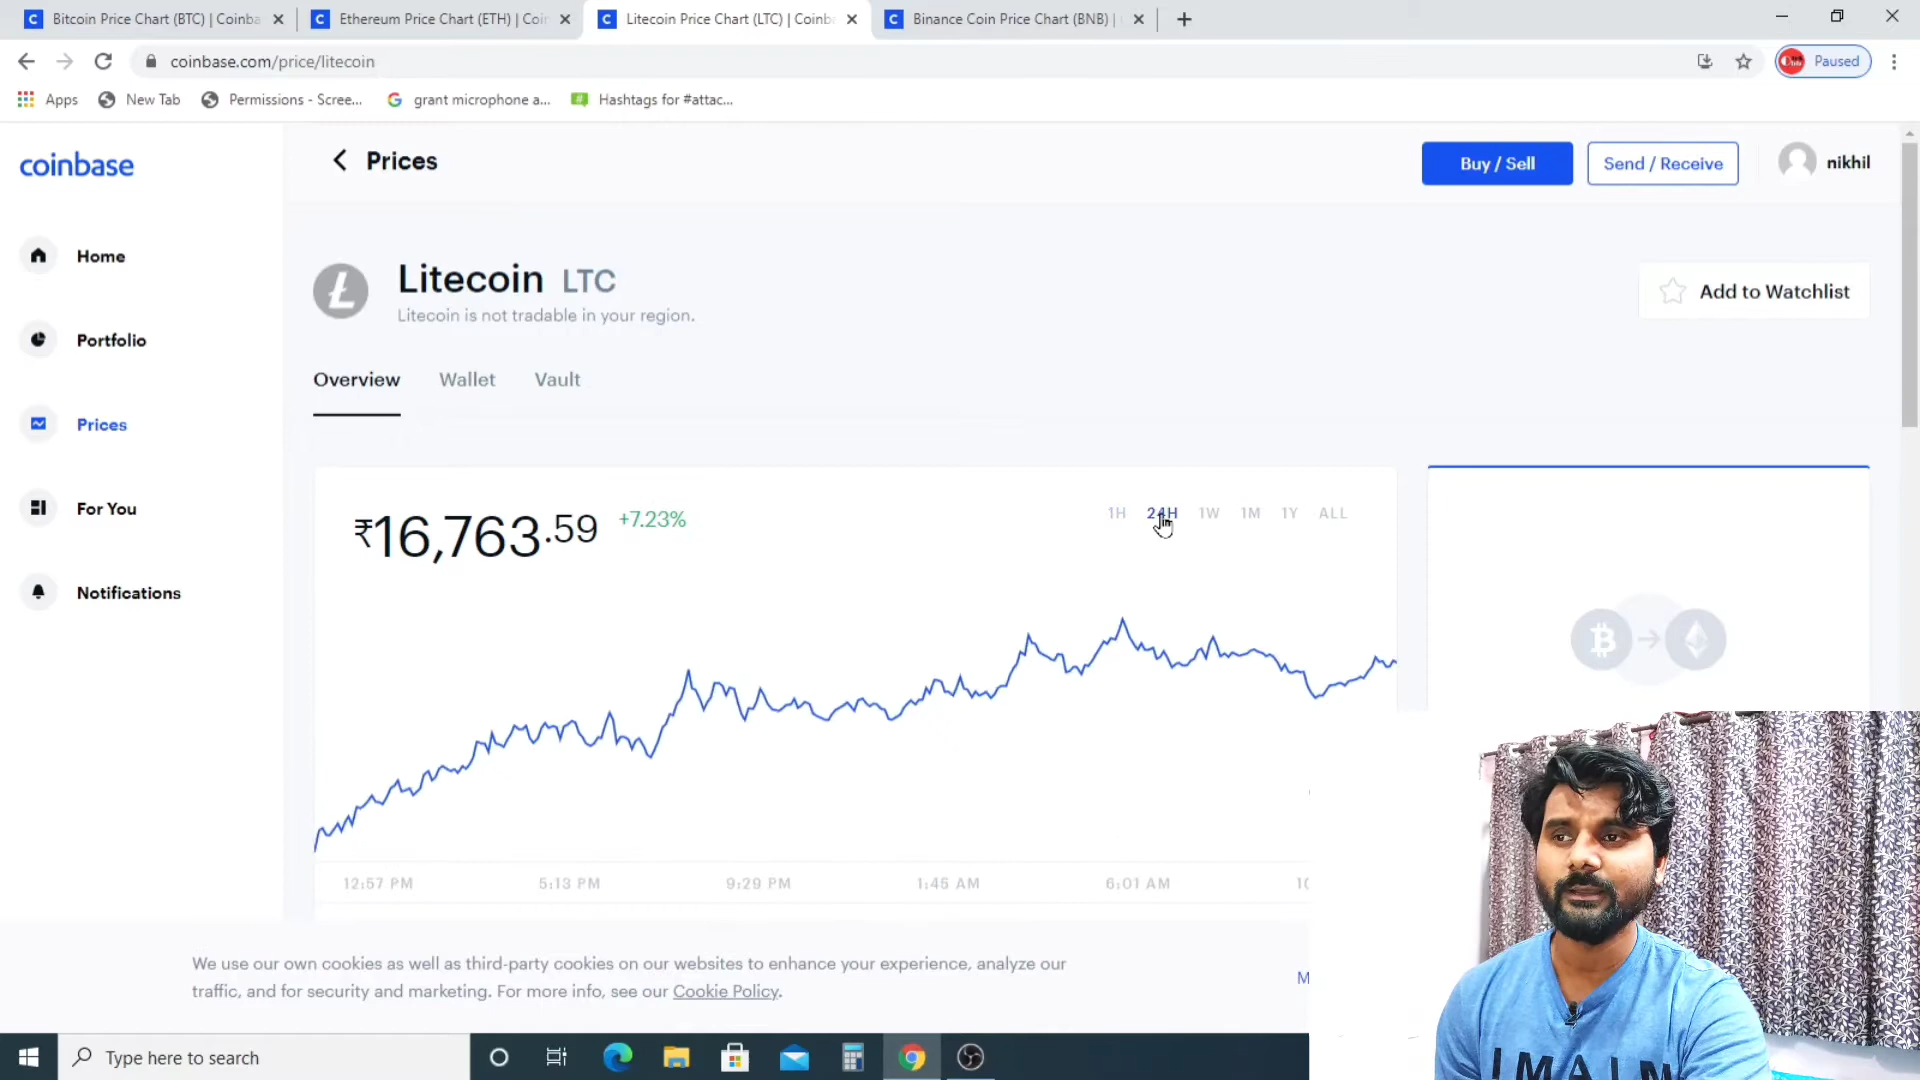 Bitcoin Price Chart (BTC) | Coinba
Ethereum Price Chart (ETH) | Coin
Litecoin Price Chart (LTC) | Coinb
Binance Coin Price Chart (BNB) |
coinbase.com/price/litecoin
Paused
Apps
New Tab
Permissions - Scree...
grant microphone a...
Hashtags for #attac...
coinbase
Prices
Buy / Sell
Send / Receive
nikhil
Home
Portfolio
Prices
For You
Notifications
Litecoin LTC
Litecoin is not tradable in your region.
Add to Watchlist
Overview Wallet Vault
₹16,763.59 +7.23%
1H 24H 1W 1M 1Y ALL
12:57 PM 5:13 PM 9:29 PM 1:45 AM 6:01 AM 10
We use our own cookies as well as third-party cookies on our websites to enhance your experience, analyze our
traffic, and for security and marketing. For more info, see our Cookie Policy.
M
Type here to search